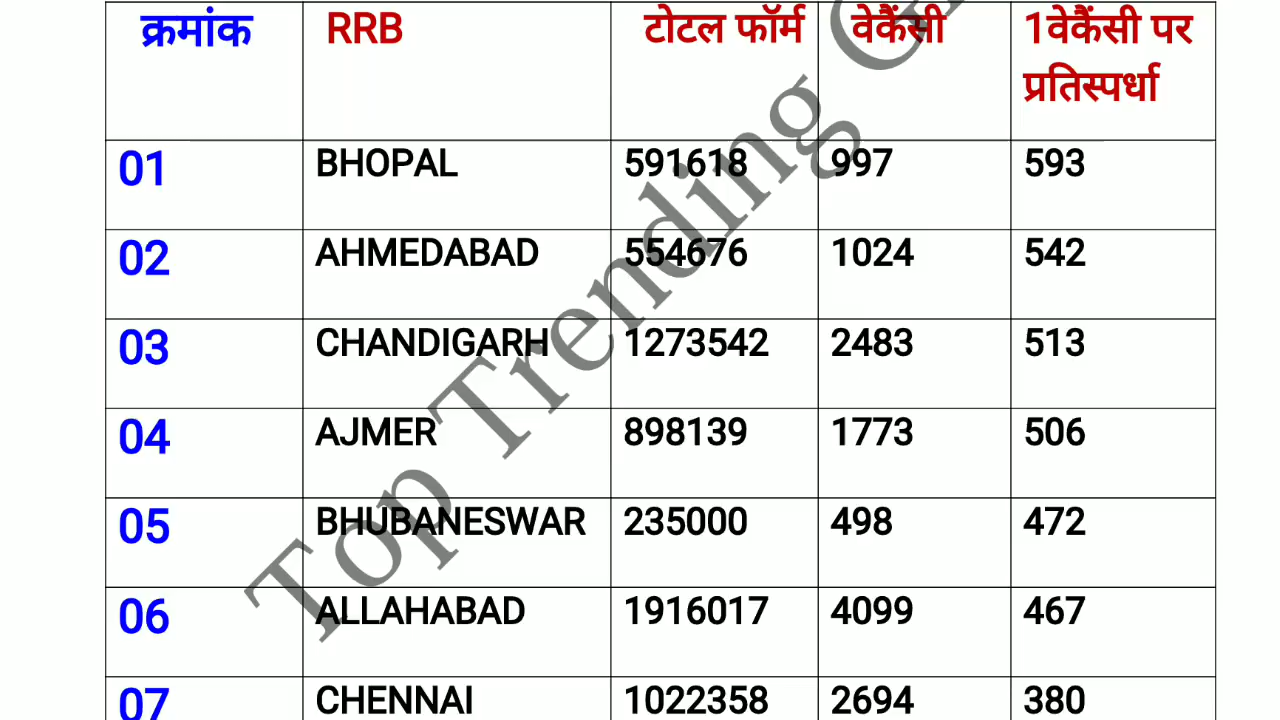 क्रमांक RRB टोटल फॉर्म वेकैंसी 1वेकैंसी पर
प्रतिस्पर्धा
01 BHOPAL 591618 997 593
02 AHMEDABAD 554676 1024 542
03 CHANDIGARH 1273542 2483 513
04 AJMER 898139 1773 506
05 BHUBANESWAR 235000 498 472
06 ALLAHABAD 1916017 4099 467
07 CHENNAI 1022358 2694 380
Top Trending